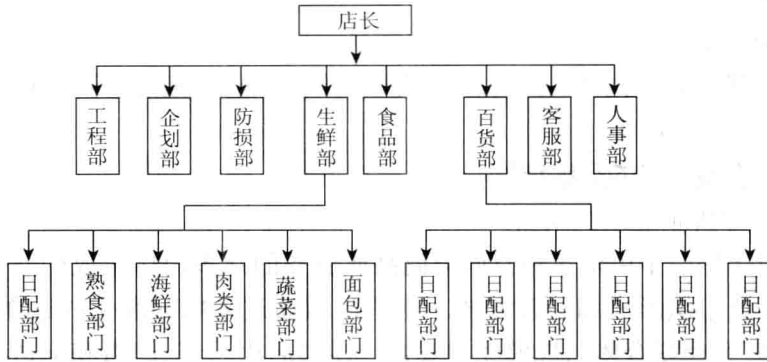 店长
工程部
企划部
防损部
生鲜部
食品部
百货部
客服部
人事部
日配部门
熟食部门
海鲜部门
肉类部门
蔬菜部门
面包部门
日配部门
日配部门
日配部门
日配部门
日配部门
日配部门